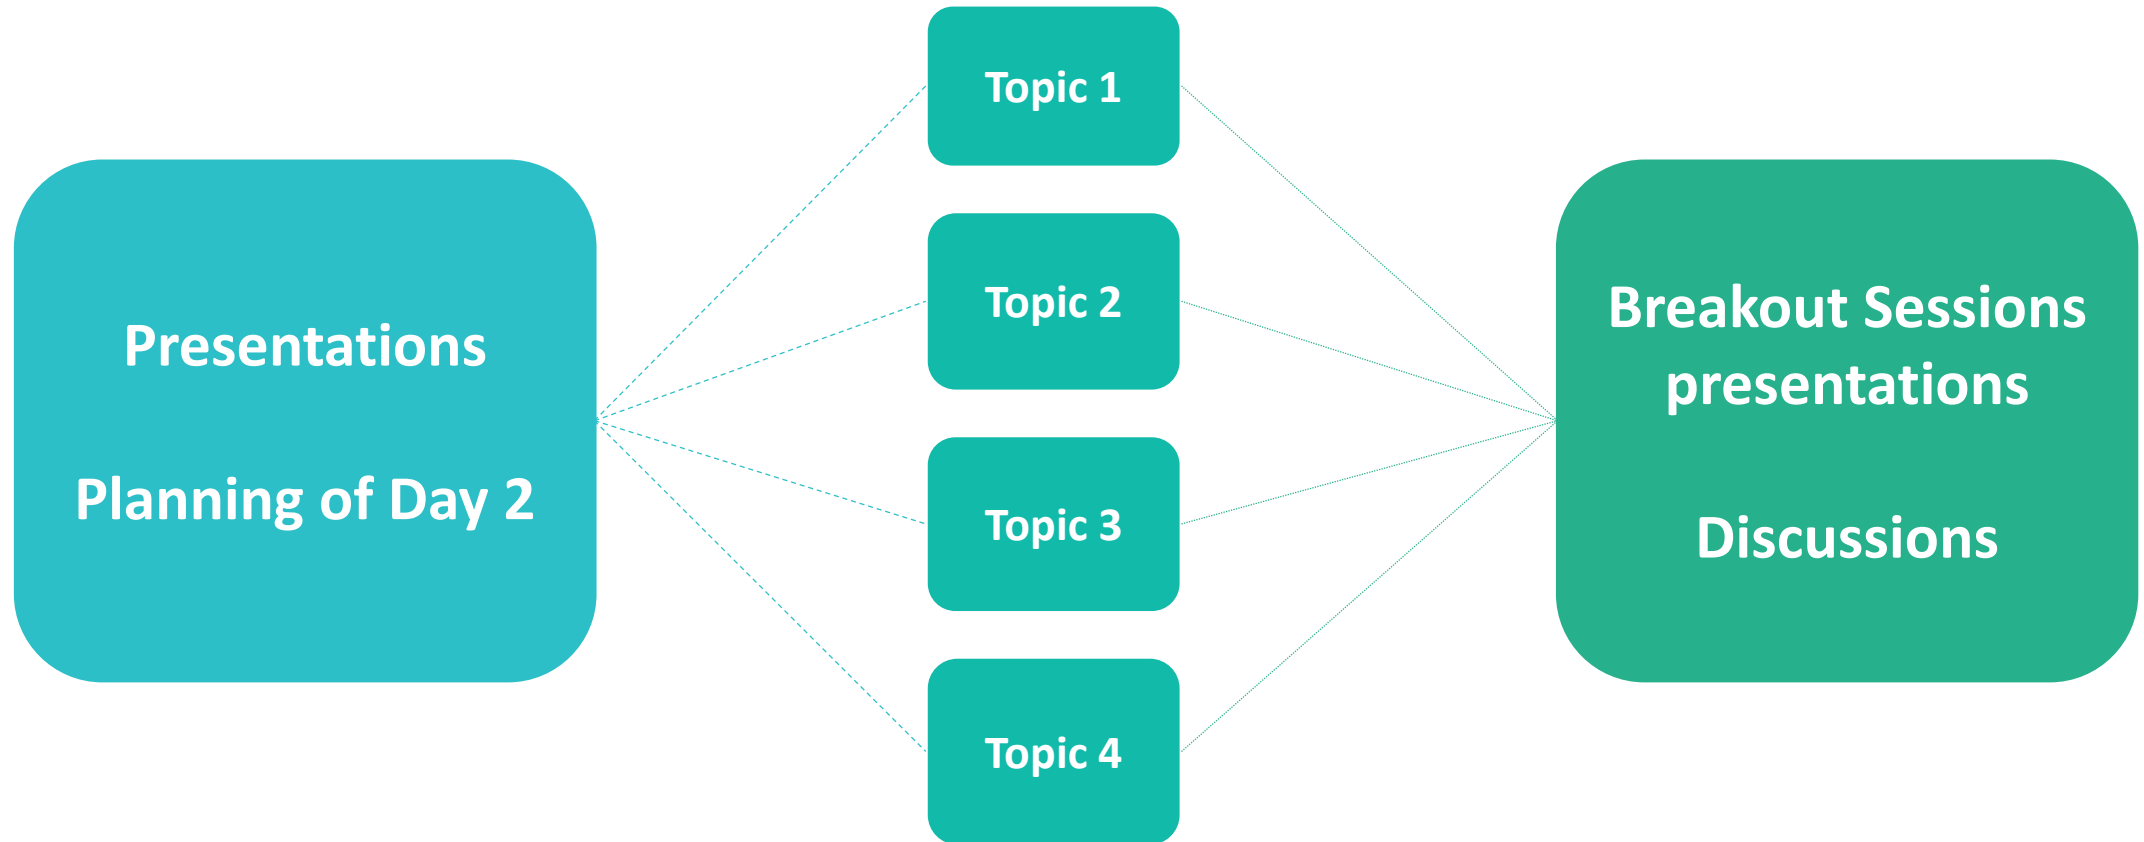 Presentations
Planning of Day 2
Topic 1
Topic 2
Topic 3
Topic 4
Breakout Sessions
presentations
Discussions